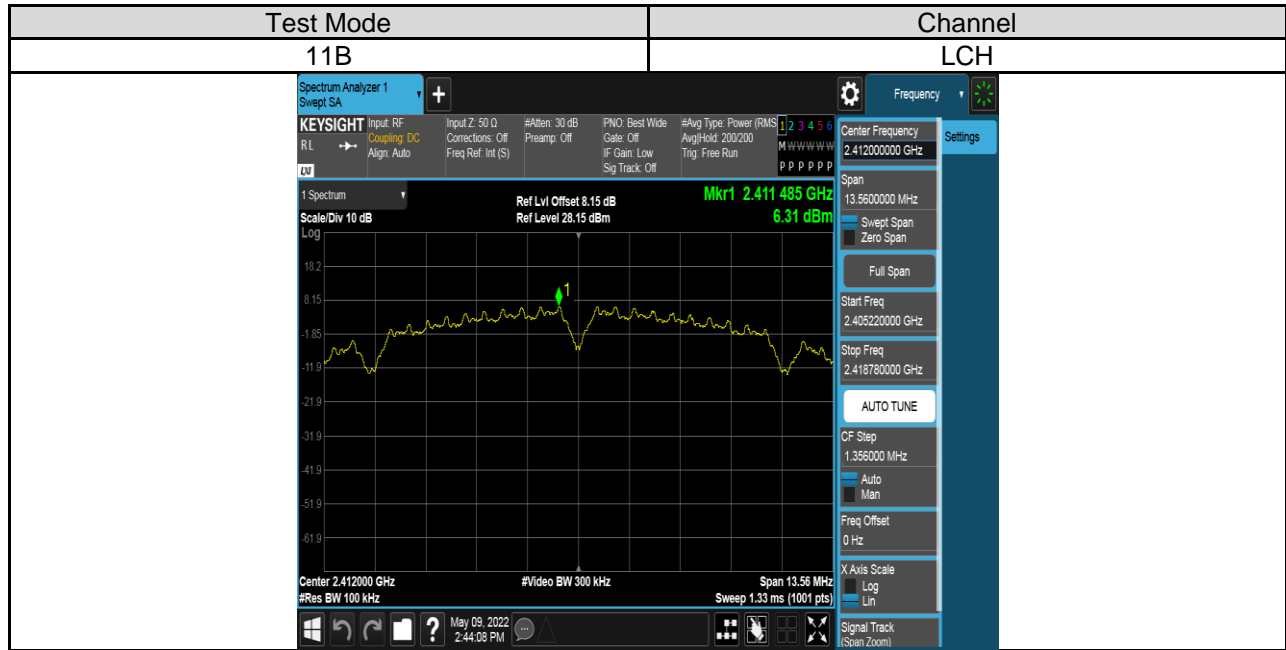 Test Mode
Channel
11B
LCH
Spectrum Analyzer 1
Swept SA
+
Frequency
KEYSIGHT
RL
LXI
Input: RF
Coupling: DC
Align: Auto
Input Z: 50 Ω
Corrections: Off
Freq Ref: Int (S)
#Atten: 30 dB
Preamp: Off
PNO: Best Wide
Gate: Off
IF Gain: Low
Sig Track: Off
#Avg Type: Power (RMS
Avg|Hold: 200/200
Trig: Free Run
1 2 3 4 5 6
M W W W W W
P P P P P P
1 Spectrum
Scale/Div 10 dB
Log
Ref Lvl Offset 8.15 dB
Ref Level 28.15 dBm
Mkr1 2.411 485 GHz
6.31 dBm
18.2
8.15
-1.85
-11.9
-21.9
-31.9
-41.9
-51.9
-61.9
1
Center 2.412000 GHz
#Res BW 100 kHz
#Video BW 300 kHz
Span 13.56 MHz
Sweep 1.33 ms (1001 pts)
Center Frequency
2.412000000 GHz
Settings
Span
13.5600000 MHz
Swept Span
Zero Span
Full Span
Start Freq
2.405220000 GHz
Stop Freq
2.418780000 GHz
AUTO TUNE
CF Step
1.356000 MHz
Auto
Man
Freq Offset
0 Hz
X Axis Scale
Log
Lin
Signal Track
(Span Zoom)
?
May 09, 2022
2:44:08 PM